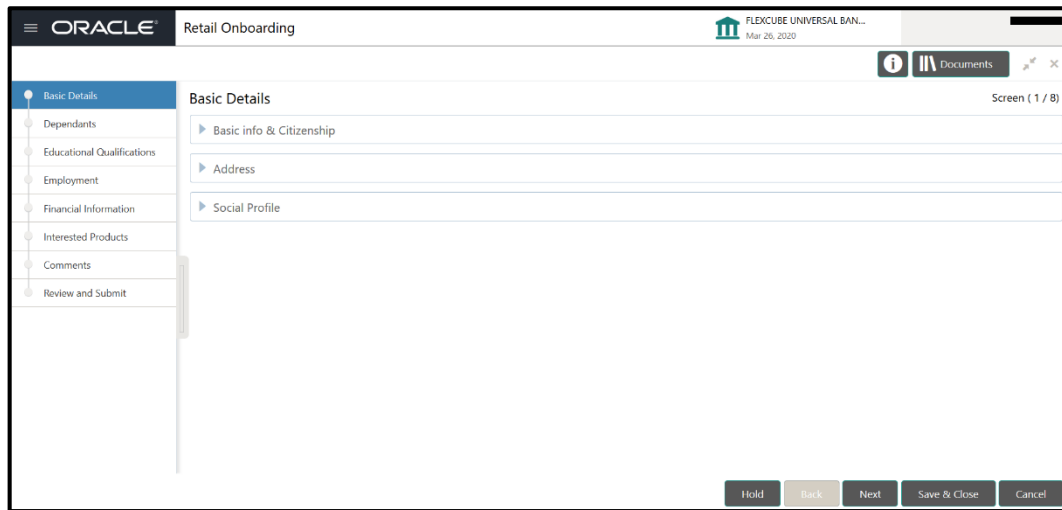 ORACLE®
Retail Onboarding
FLEXCUBE UNIVERSAL BAN...
Mar 26, 2020
i
Documents
Basic Details
Dependants
Educational Qualifications
Employment
Financial Information
Interested Products
Comments
Review and Submit
Basic Details
Screen ( 1 / 8)
Basic info & Citizenship
Address
Social Profile
Hold
Back
Next
Save & Close
Cancel